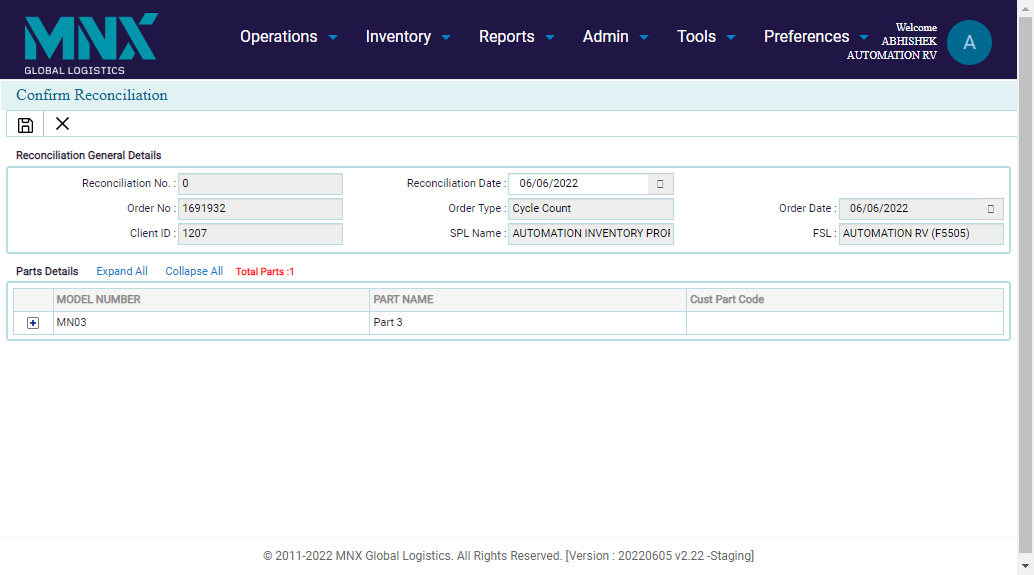 MNX
GLOBAL LOGISTICS
Operations Inventory Reports Admin Tools Preferences
Welcome
ABHISHEK
AUTOMATION RV
A
Confirm Reconciliation
Reconciliation General Details
Reconciliation No. : 0 Reconciliation Date : 06/06/2022
Order No : 1691932 Order Type : Cycle Count Order Date : 06/06/2022
Client ID : 1207 SPL Name : AUTOMATION INVENTORY PROF FSL : AUTOMATION RV (F5505)
Parts Details Expand All Collapse All Total Parts :1
MODEL NUMBER PART NAME Cust Part Code
MN03 Part 3
© 2011-2022 MNX Global Logistics. All Rights Reserved. [Version : 20220605 v2.22 -Staging]